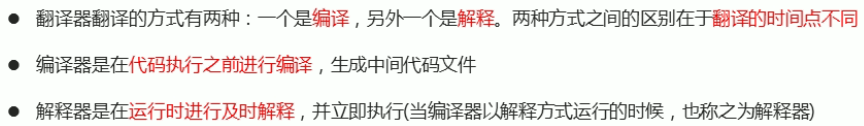 ● 翻译器翻译的方式有两种：一个是编译，另外一个是解释。两种方式之间的区别在于翻译的时间点不同
● 编译器是在代码执行之前进行编译，生成中间代码文件
● 解释器是在运行时进行及时解释，并立即执行(当编译器以解释方式运行的时候，也称之为解释器)